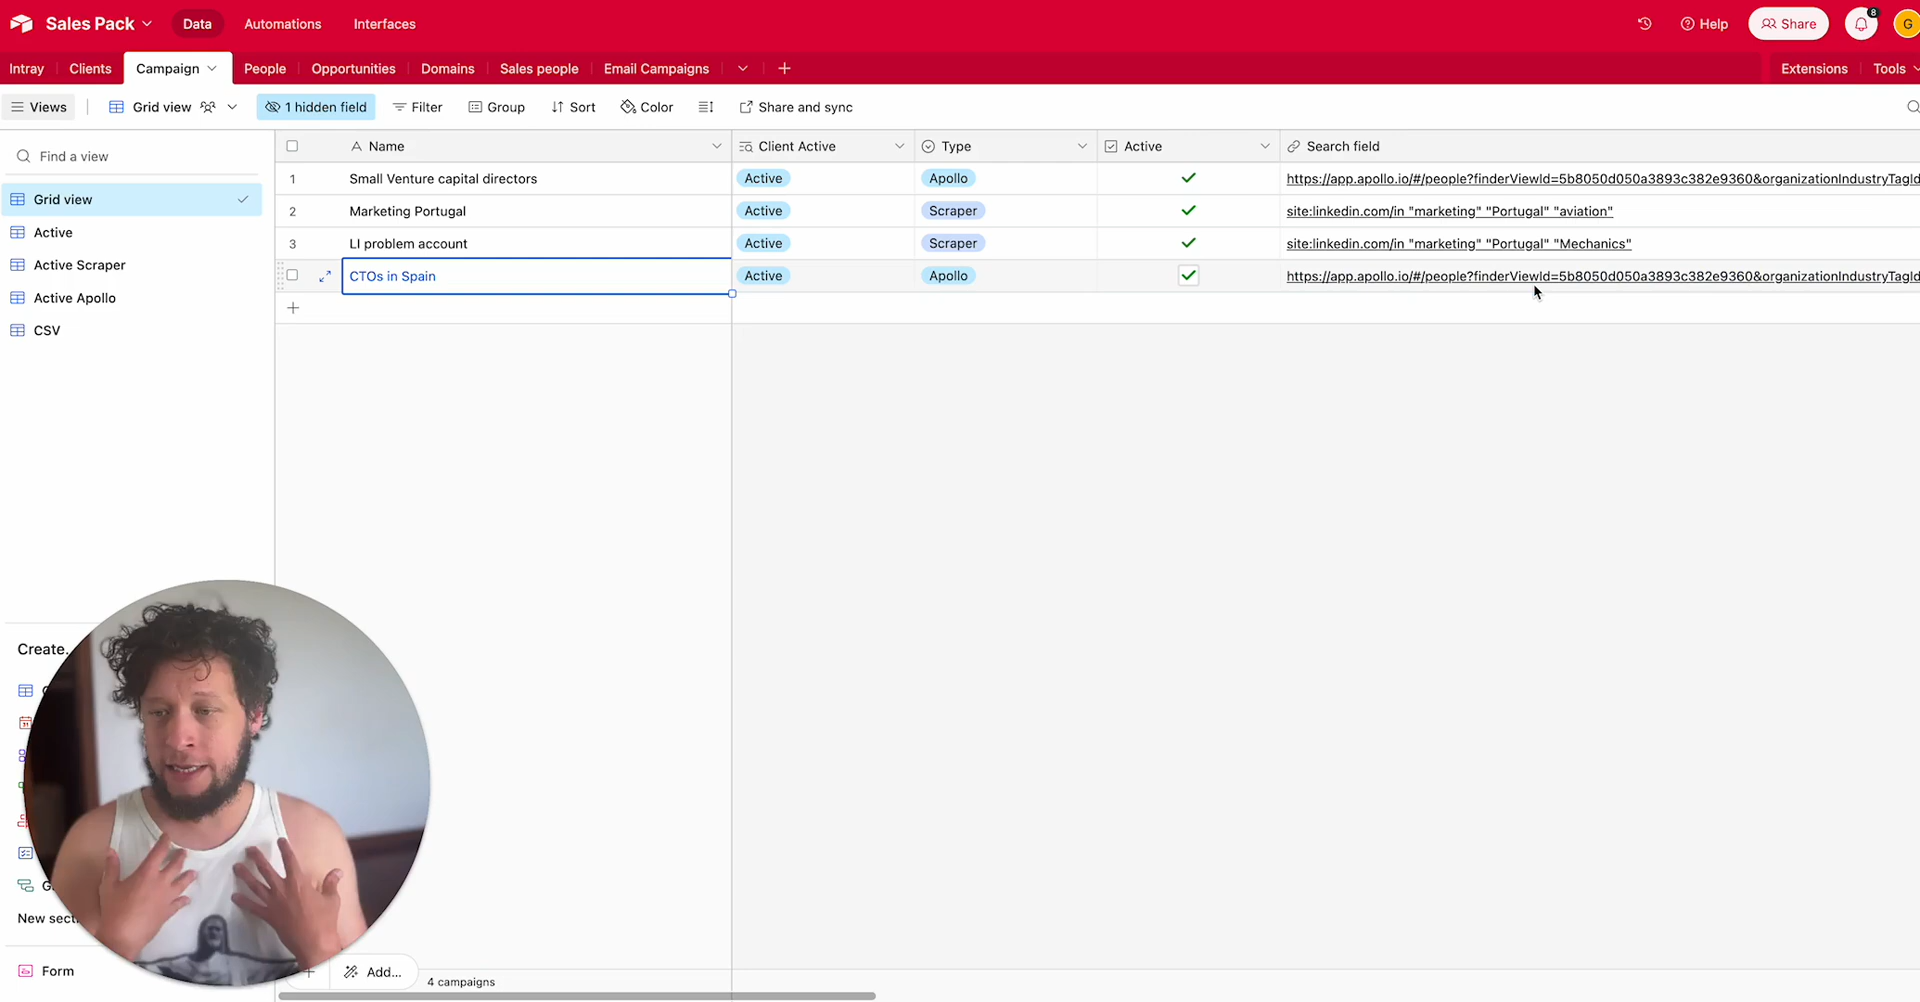 Sales Pack Data Automations Interfaces Help Share 8 G
Intray Clients Campaign People Opportunities Domains Sales people Email Campaigns Extensions Tools
Views Grid view 1 hidden field Filter Group Sort Color Share and sync
Find a view
Grid view
Active
Active Scraper
Active Apollo
CSV
Create.
New sect
Form
Name Client Active Type Active Search field
1 Small Venture capital directors Active Apollo https://app.apollo.io/#/people?finderViewId=5b8050d050a3893c382e9360&organizationIndustryTagId
2 Marketing Portugal Active Scraper site:linkedin.com/in "marketing" "Portugal" "aviation"
3 LI problem account Active Scraper site:linkedin.com/in "marketing" "Portugal" "Mechanics"
CTOs in Spain Active Apollo https://app.apollo.io/#/people?finderViewId=5b8050d050a3893c382e9360&organizationIndustryTagId
Add...
4 campaigns